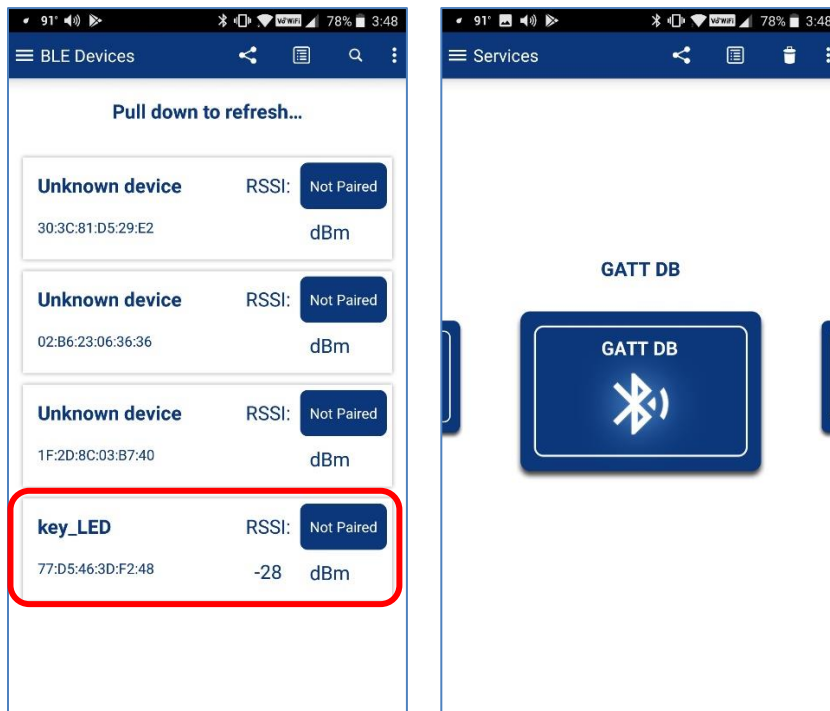 91° 78% 3:48
BLE Devices
Pull down to refresh...
Unknown device RSSI: Not Paired
30:3C:81:D5:29:E2 dBm
Unknown device RSSI: Not Paired
02:B6:23:06:36:36 dBm
Unknown device RSSI: Not Paired
1F:2D:8C:03:B7:40 dBm
key_LED RSSI: Not Paired
77:D5:46:3D:F2:48 -28 dBm
91° 78% 3:48
Services
GATT DB
GATT DB